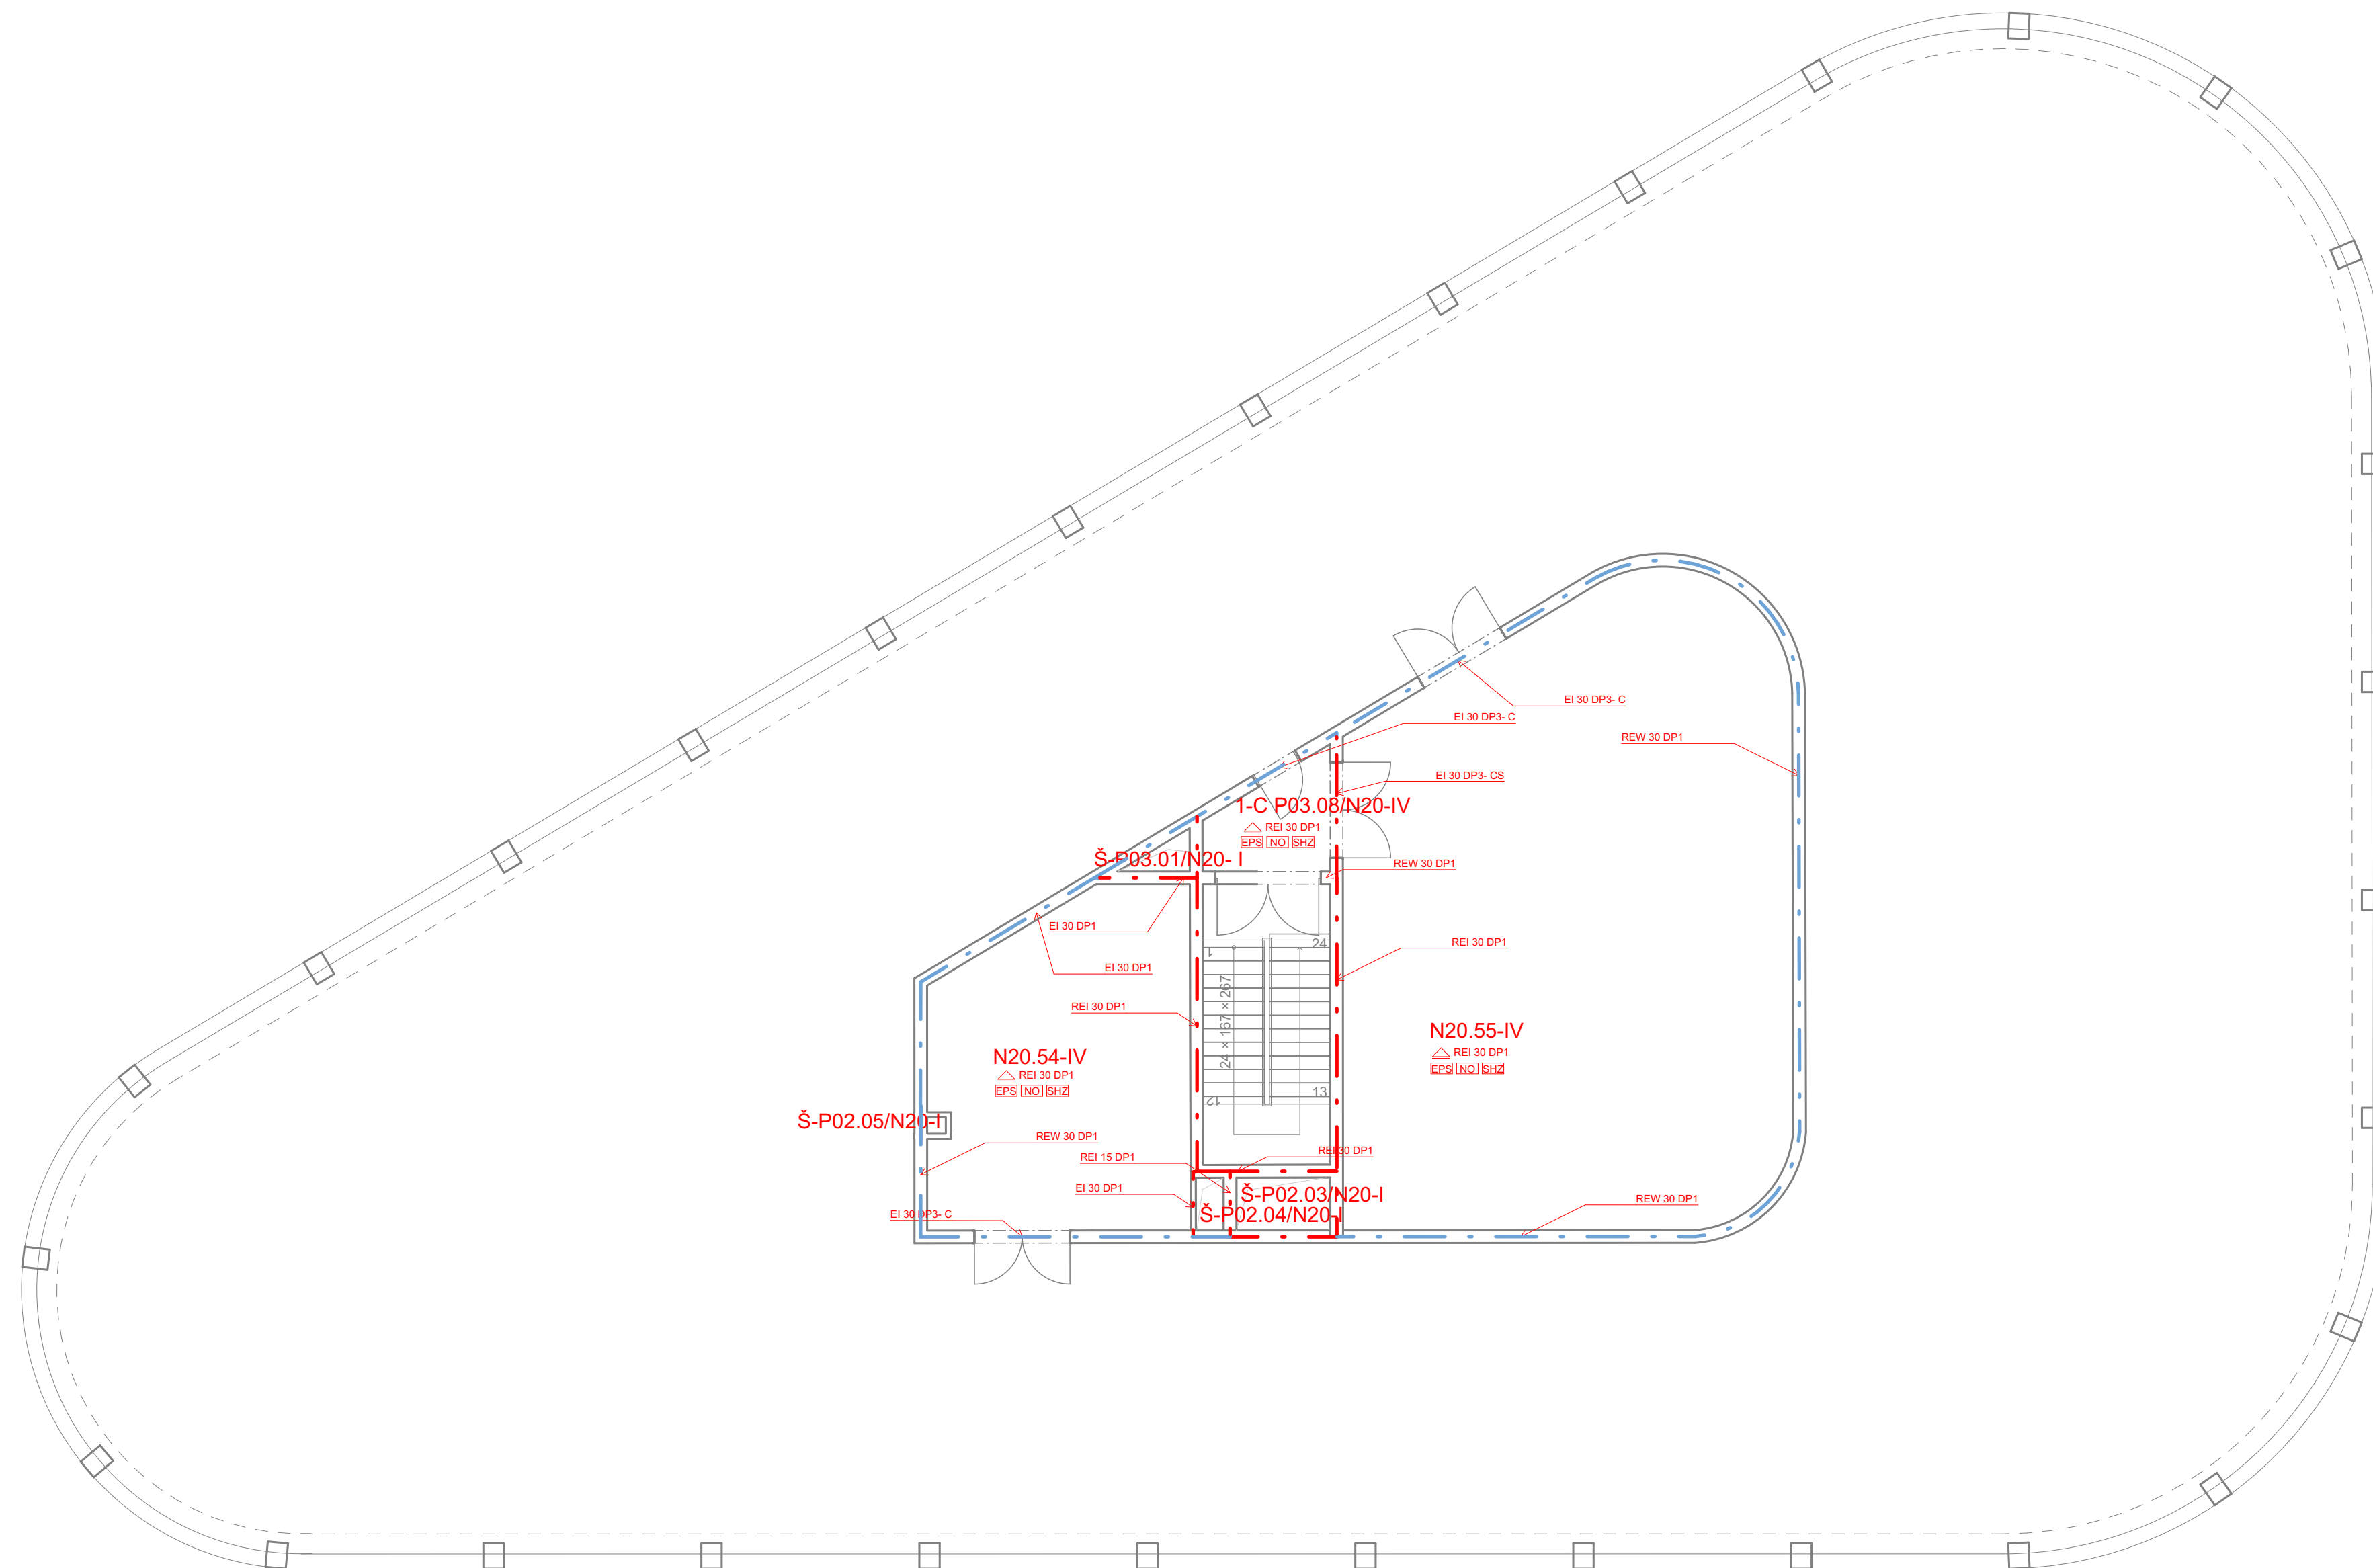 EI 30 DP3- C
EI 30 DP3- C
REW 30 DP1
EI 30 DP3- CS
1-C P03.08/N20-IV
REI 30 DP1
EPS NO SHZ
Š-P03.01/N20- I
REW 30 DP1
EI 30 DP1
24
1
REI 30 DP1
EI 30 DP1
24 × 167 × 267
REI 30 DP1
N20.55-IV
REI 30 DP1
EPS NO SHZ
N20.54-IV
REI 30 DP1
EPS NO SHZ
13
12
Š-P02.05/N20-I
REW 30 DP1
REI 30 DP1
REI 15 DP1
EI 30 DP1
Š-P02.03/N20-I
REW 30 DP1
Š-P02.04/N20-I
EI 30 DP3- C